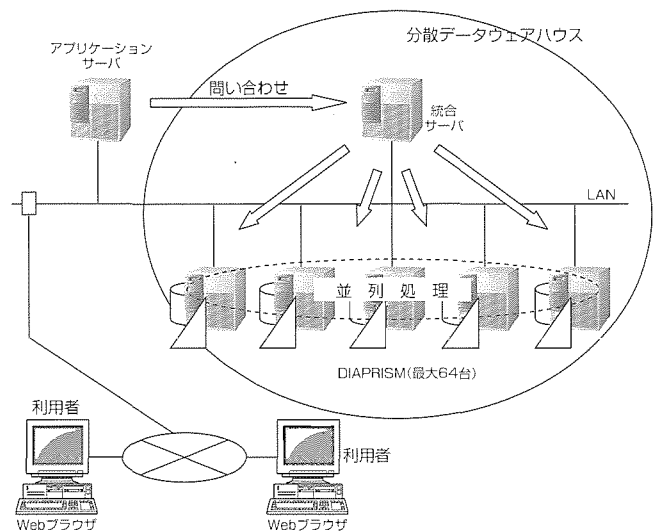 分散データウェアハウス
アプリケーション
サーバ
問い合わせ
統合
サーバ
LAN
並列処理
DIAPRISM(最大64台)
利用者
利用者
Webブラウザ
Webブラウザ